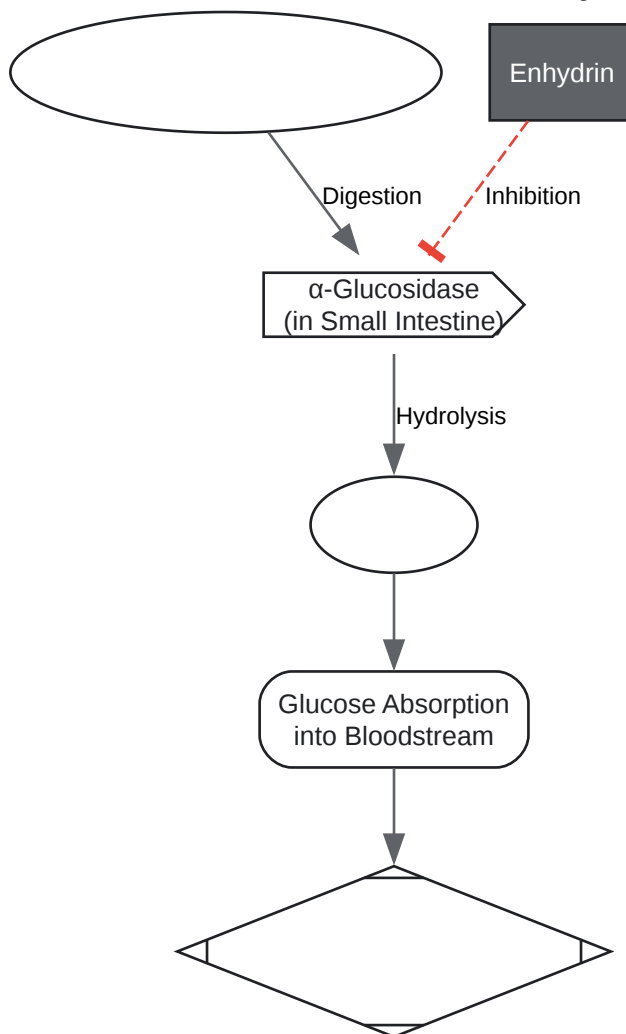 Enhydrin
Digestion
Inhibition
α-Glucosidase
(in Small Intestine)
Hydrolysis
Glucose Absorption
into Bloodstream